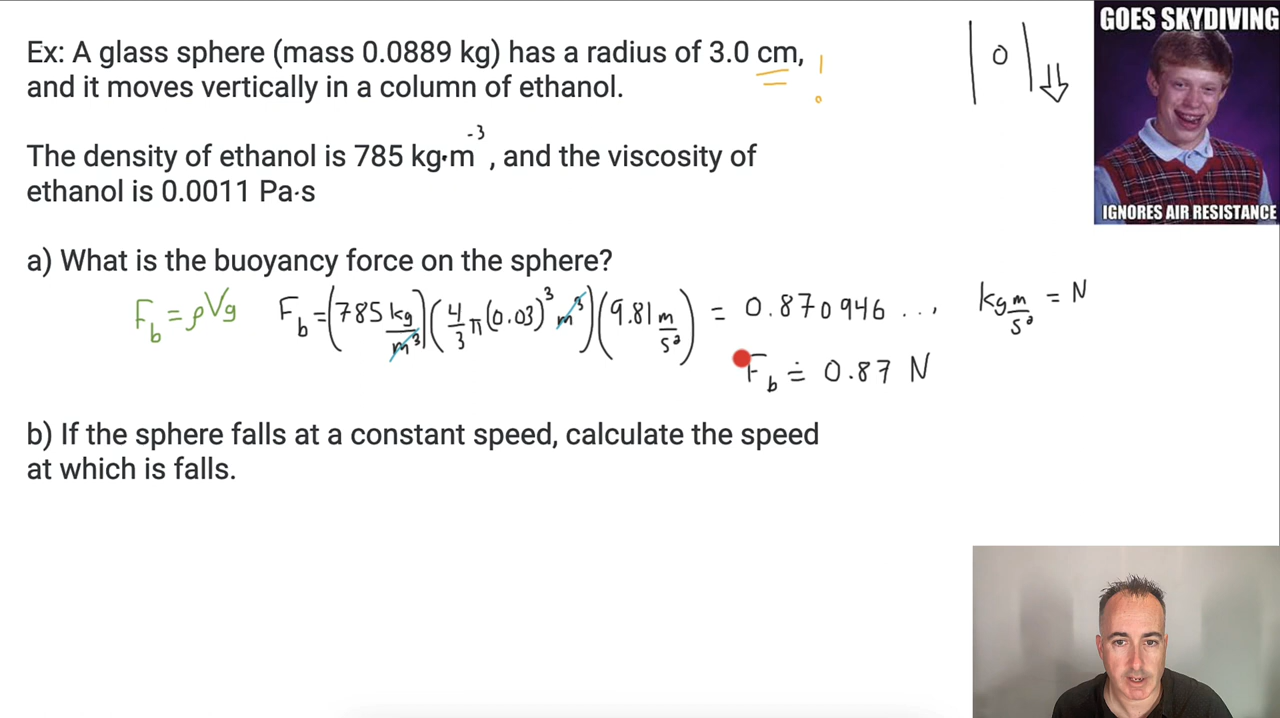 Ex: A glass sphere (mass 0.0889 kg) has a radius of 3.0 cm, !
and it moves vertically in a column of ethanol.
The density of ethanol is 785 kg·m⁻³, and the viscosity of
ethanol is 0.0011 Pa·s
a) What is the buoyancy force on the sphere?
F_b = ρVg F_b = (785 kg/m³)(4/3 π(0.03)³ m³)(9.81 m/s²) = 0.870946... kg m/s² = N
F_b ≐ 0.87 N
b) If the sphere falls at a constant speed, calculate the speed
at which is falls.
GOES SKYDIVING
IGNORES AIR RESISTANCE